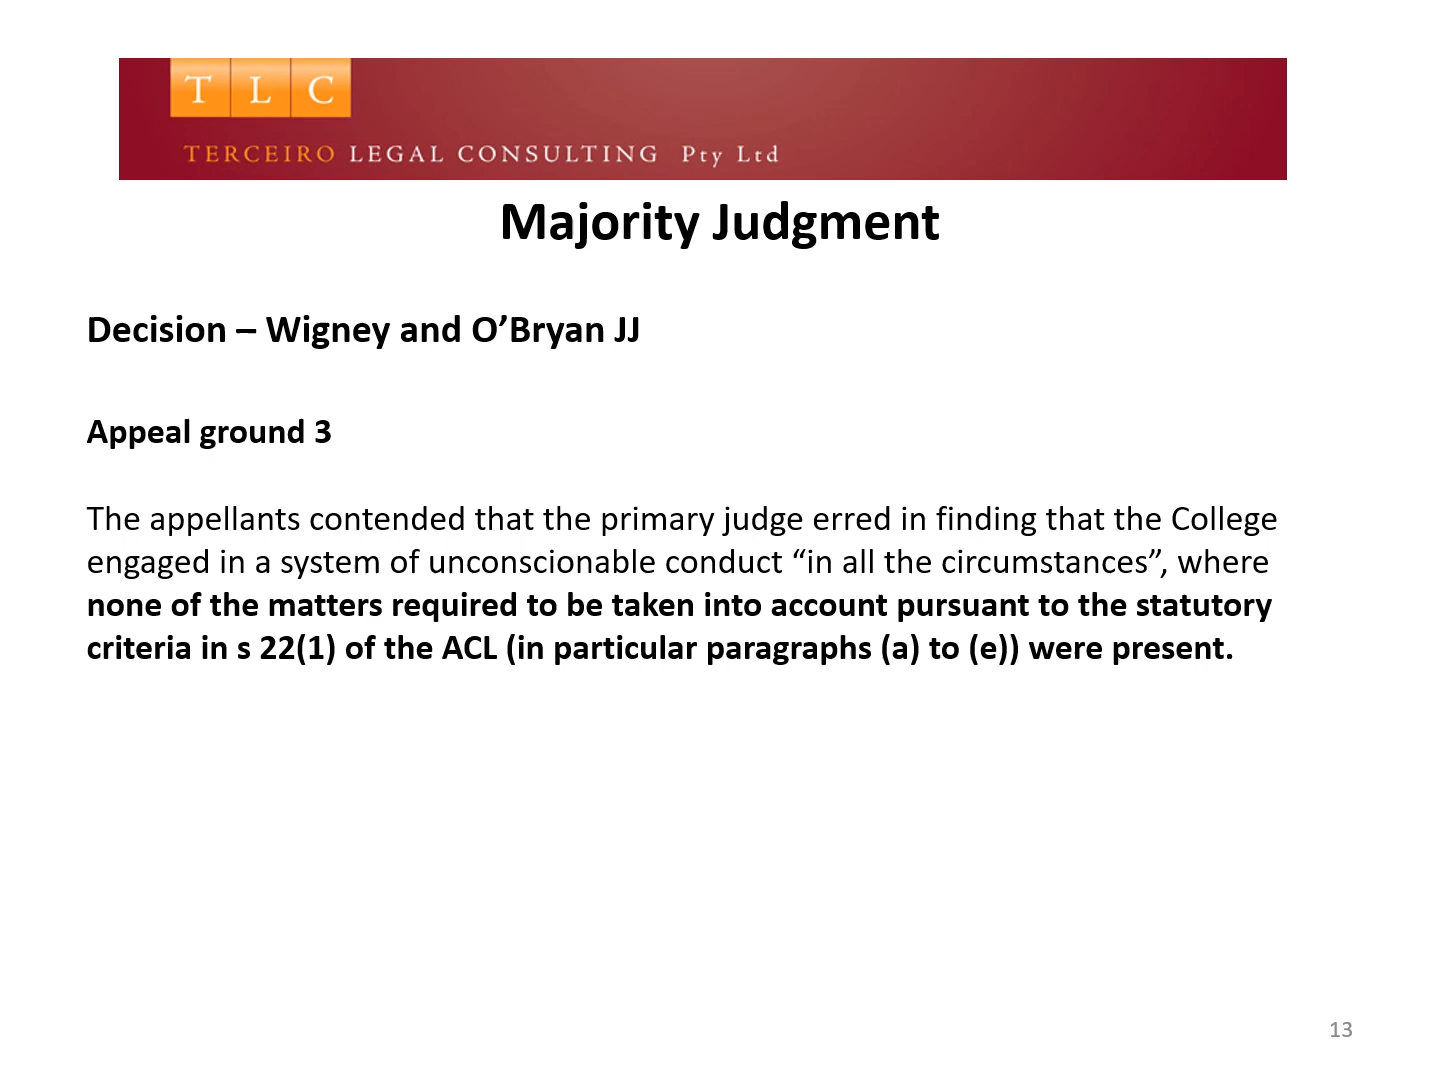 T L C
TERCEIRO LEGAL CONSULTING Pty Ltd
Majority Judgment
Decision – Wigney and O’Bryan JJ
Appeal ground 3
The appellants contended that the primary judge erred in finding that the College
engaged in a system of unconscionable conduct “in all the circumstances”, where
none of the matters required to be taken into account pursuant to the statutory
criteria in s 22(1) of the ACL (in particular paragraphs (a) to (e)) were present.
13